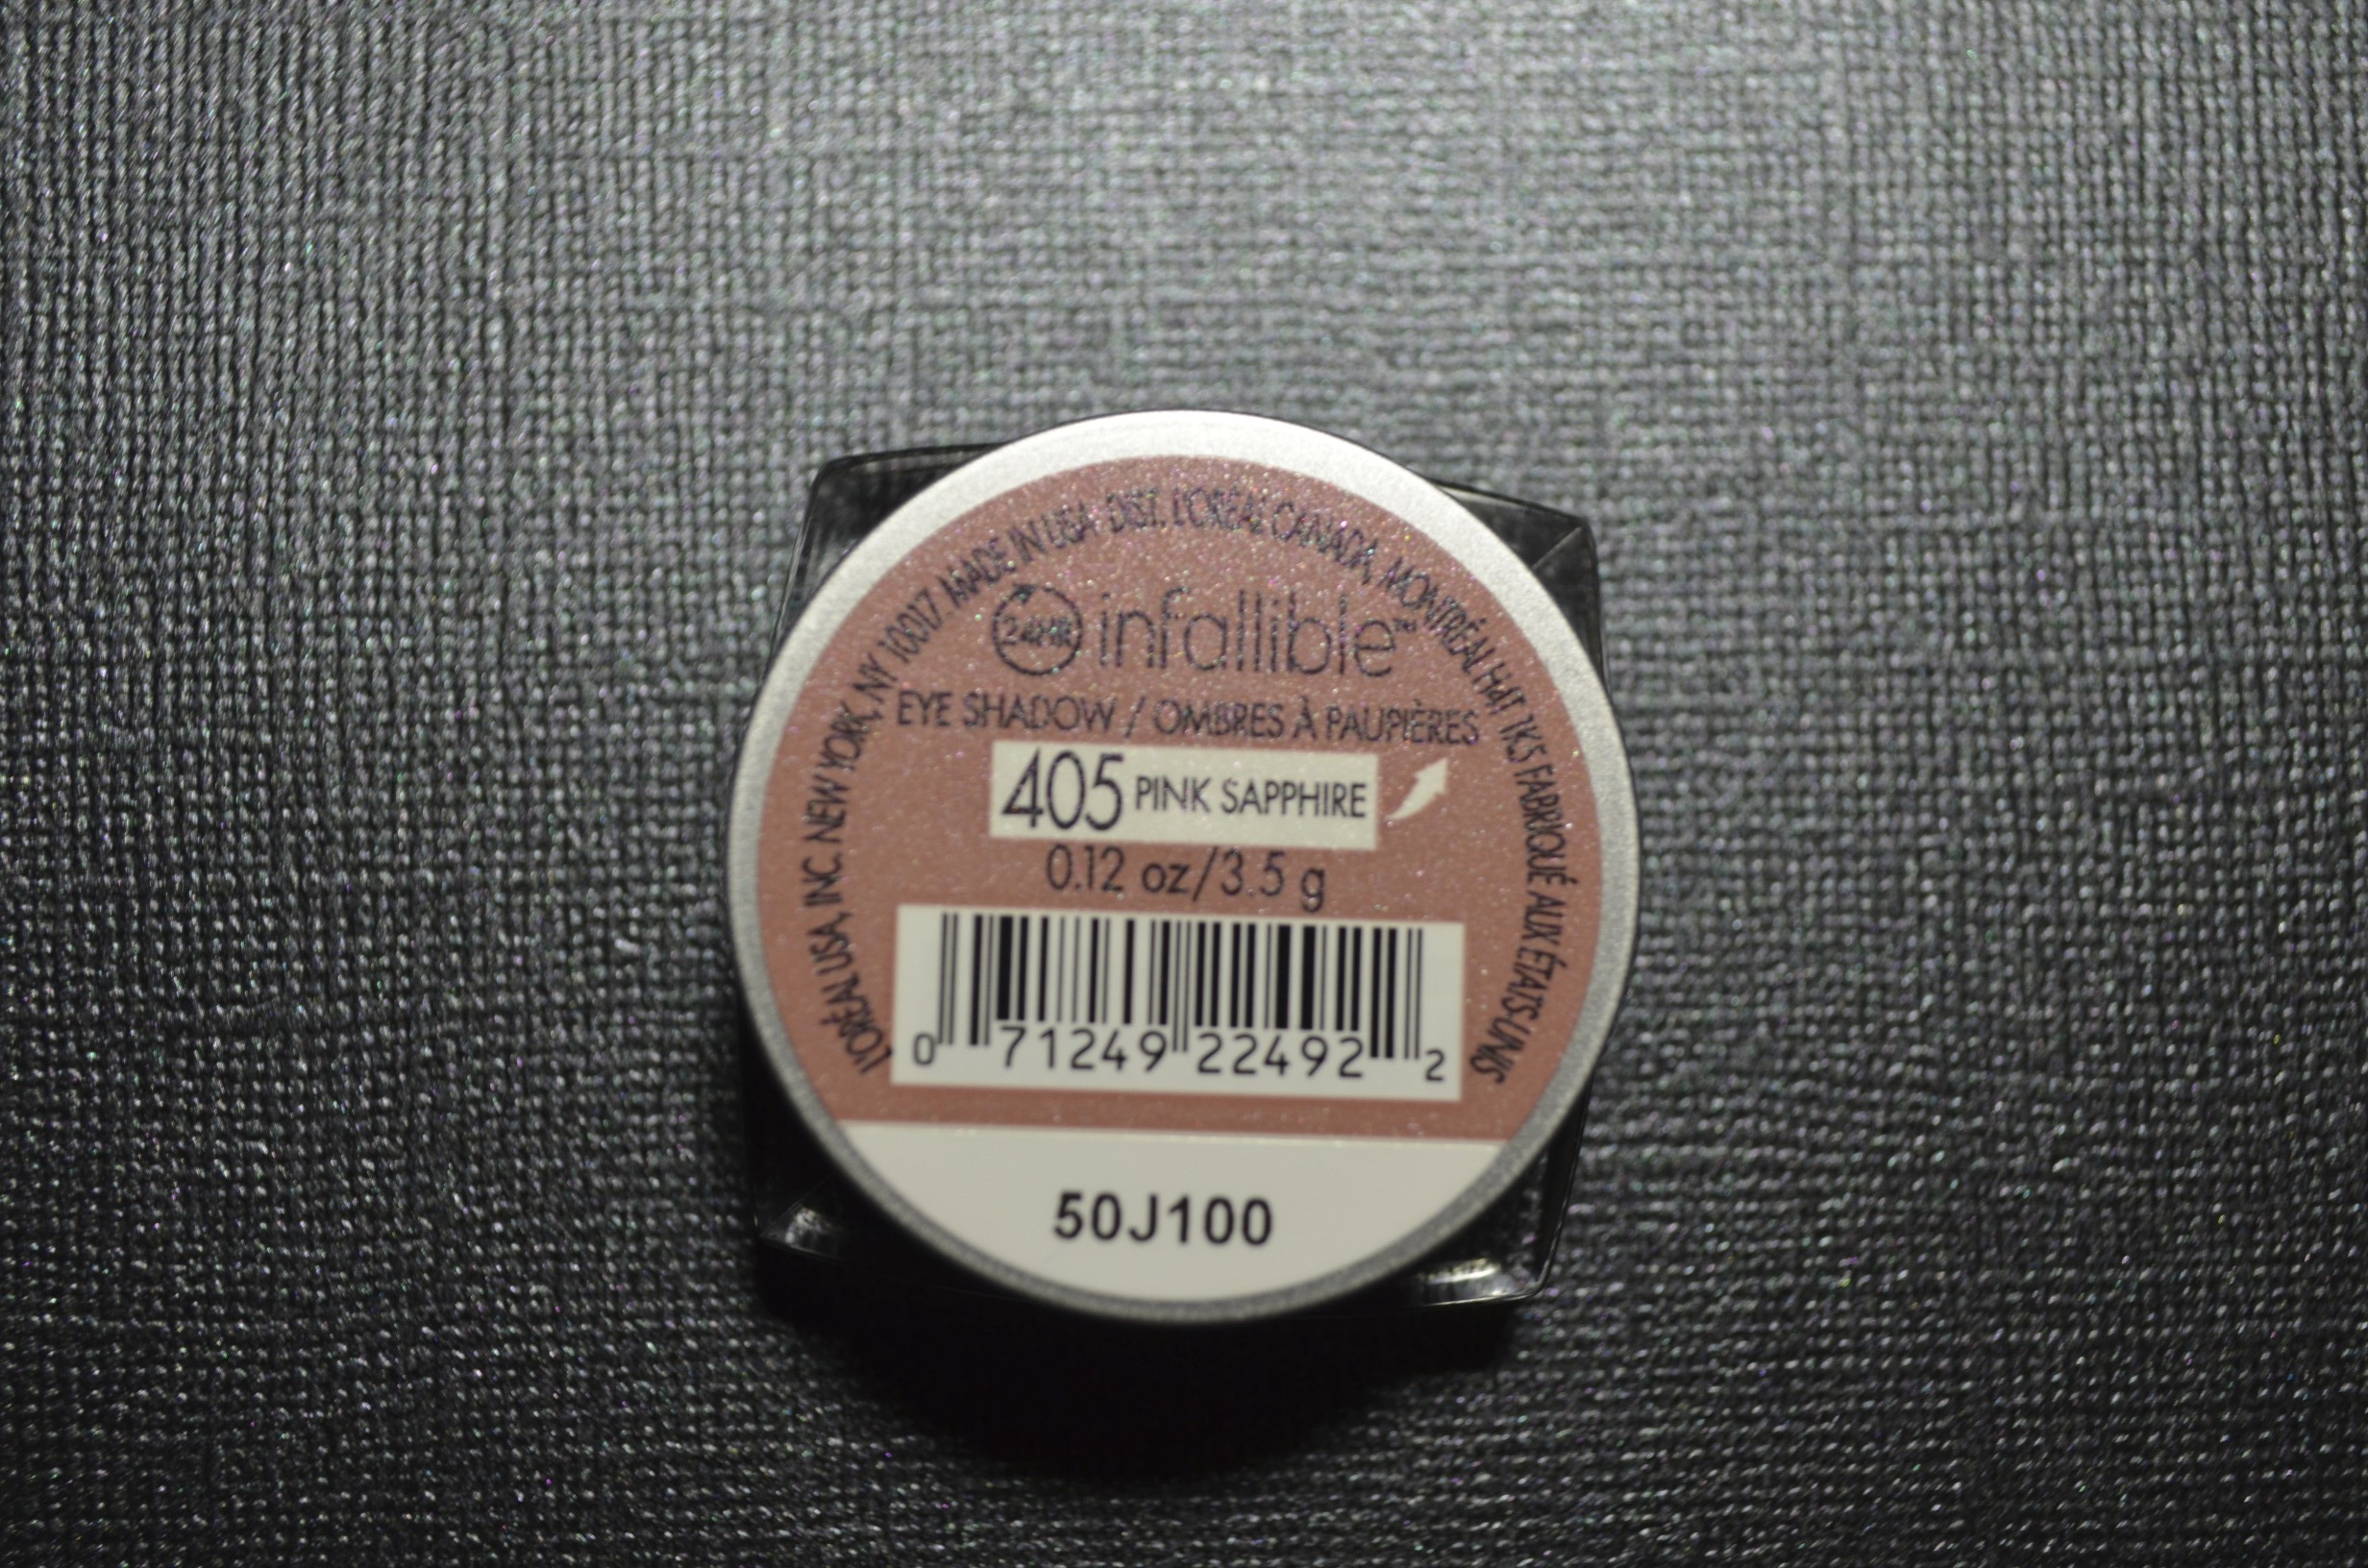 L'ORÉAL USA, INC. NEW YORK, NY 10017 MADE IN USA · DIST. L'ORÉAL CANADA, MONTRÉAL H4T 1K5 FABRIQUÉ AUX ÉTATS-UNIS
24HR infallible™
EYE SHADOW / OMBRES À PAUPIÈRES
405 PINK SAPPHIRE
0.12 oz/3.5 g
0 71249 22492 2
50J100